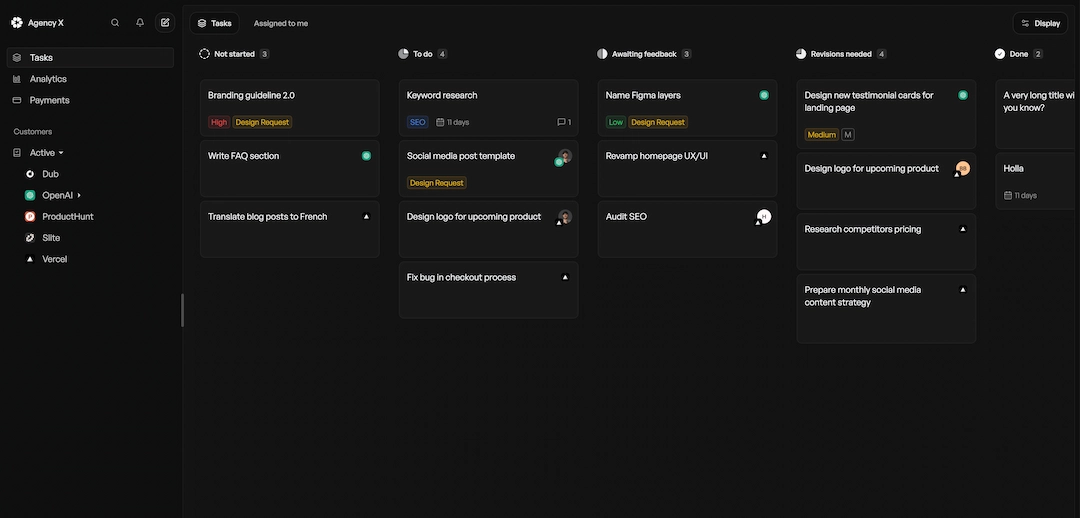 Agency X
Tasks
Analytics
Payments
Customers
Active
Dub
OpenAI
ProductHunt
Slite
Vercel
Tasks
Assigned to me
Display
Not started 3
Branding guideline 2.0
High Design Request
Write FAQ section
Translate blog posts to French
To do 4
Keyword research
SEO 11 days 1
Social media post template
Design Request
Design logo for upcoming product
Fix bug in checkout process
Awaiting feedback 3
Name Figma layers
Low Design Request
Revamp homepage UX/UI
Audit SEO
H
Revisions needed 4
Design new testimonial cards for
landing page
Medium M
Design logo for upcoming product
Research competitors pricing
Prepare monthly social media
content strategy
Done 2
A very long title wi
you know?
Holla
11 days